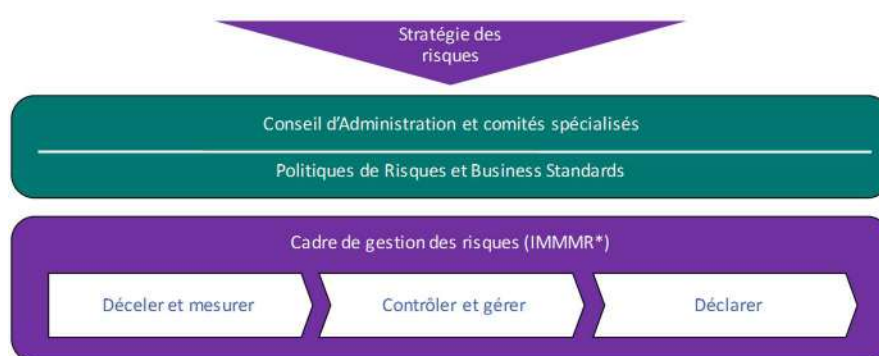 Stratégie des
risques
Conseil d'Administration et comités spécialisés
Politiques de Risques et Business Standards
Cadre de gestion des risques (IMMMR*)
Déceler et mesurer
Contrôler et gérer
Déclarer